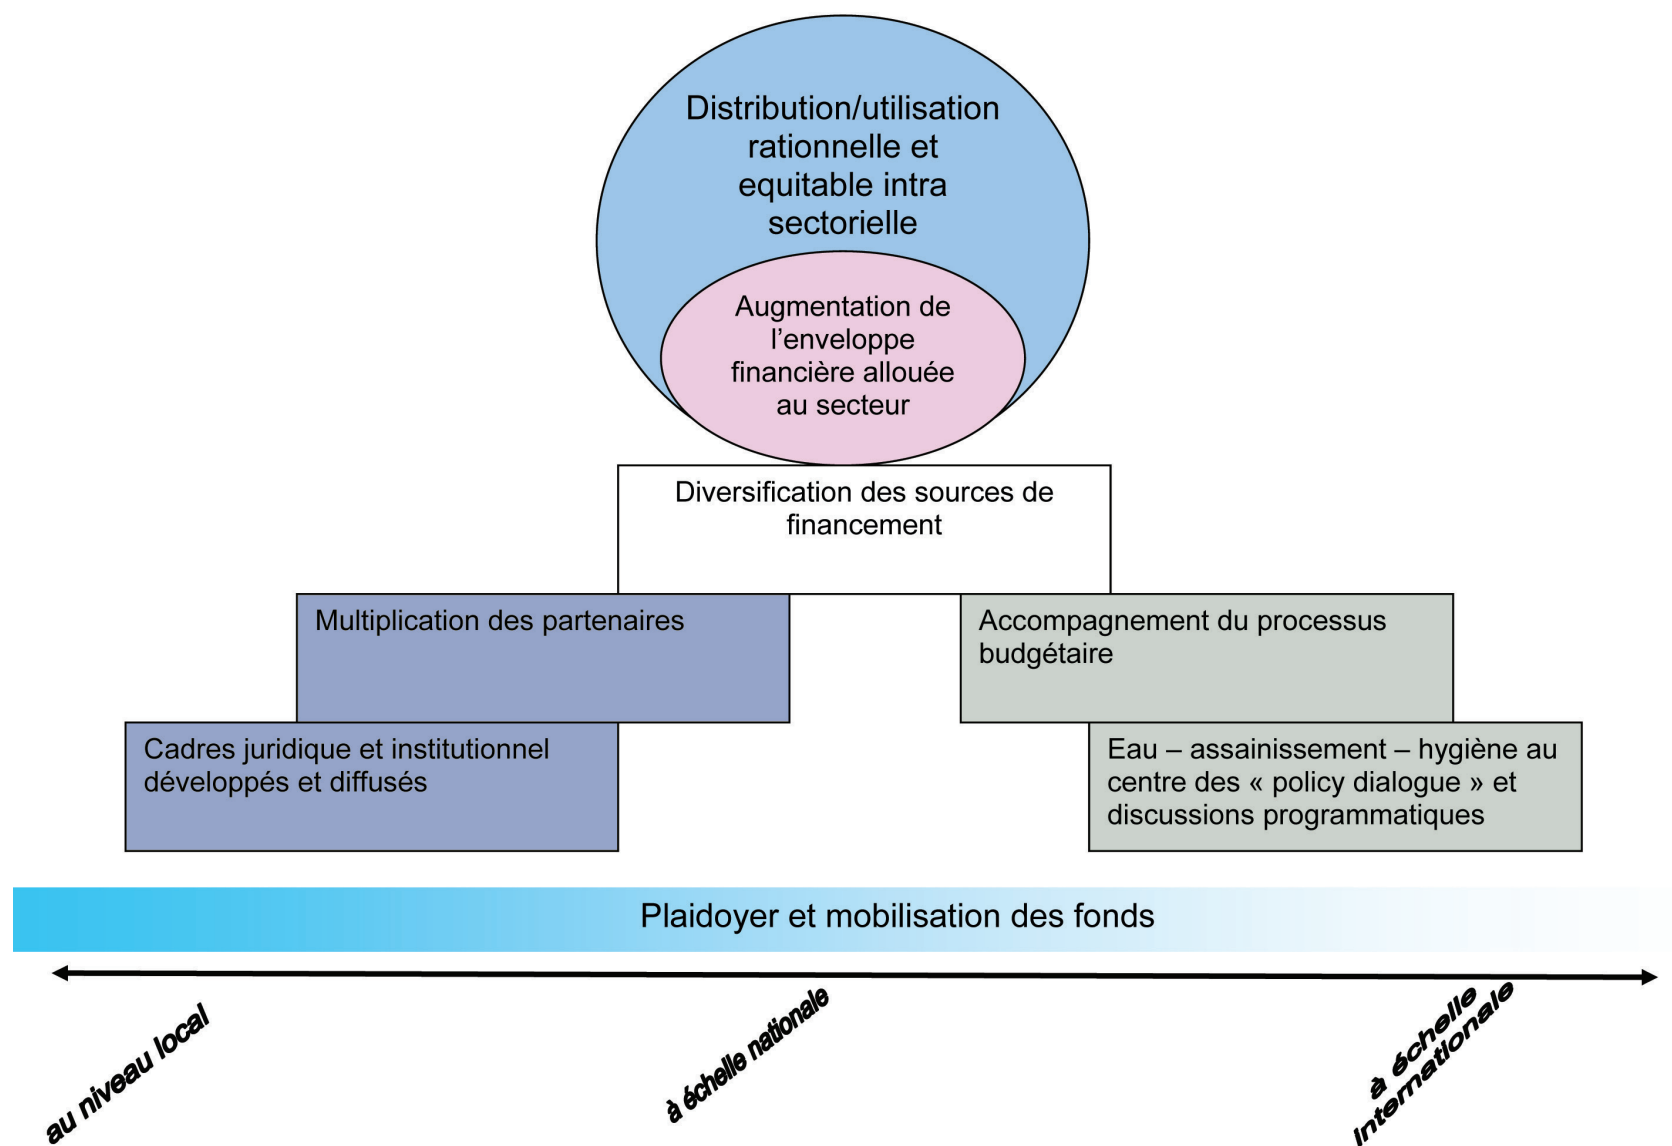 Distribution/utilisation
rationnelle et
equitable intra
sectorielle
Augmentation de
l’enveloppe
financière allouée
au secteur
Diversification des sources de
financement
Multiplication des partenaires
Accompagnement du processus
budgétaire
Cadres juridique et institutionnel
développés et diffusés
Eau – assainissement – hygiène au
centre des « policy dialogue » et
discussions programmatiques
Plaidoyer et mobilisation des fonds
au niveau local
à échelle nationale
à échelle
internationale